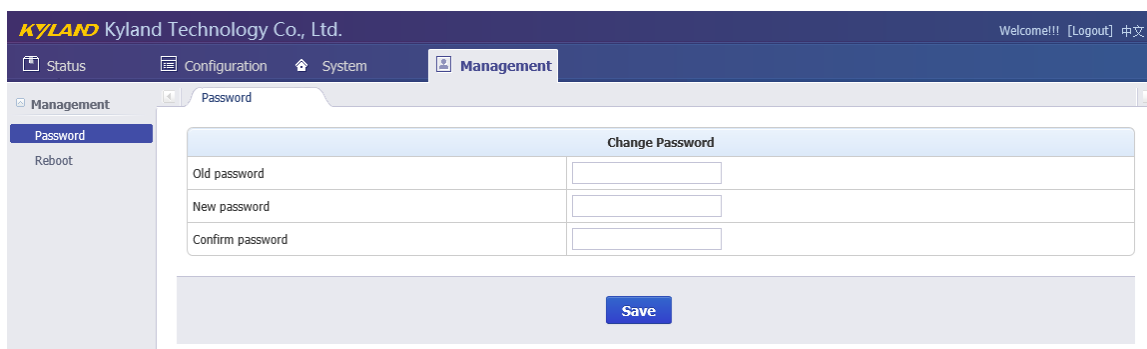 KYLAND Kyland Technology Co., Ltd.
Welcome!!! [Logout] 中文
Status Configuration System Management
Management
Password
Reboot
Password
Change Password
Old password
New password
Confirm password
Save